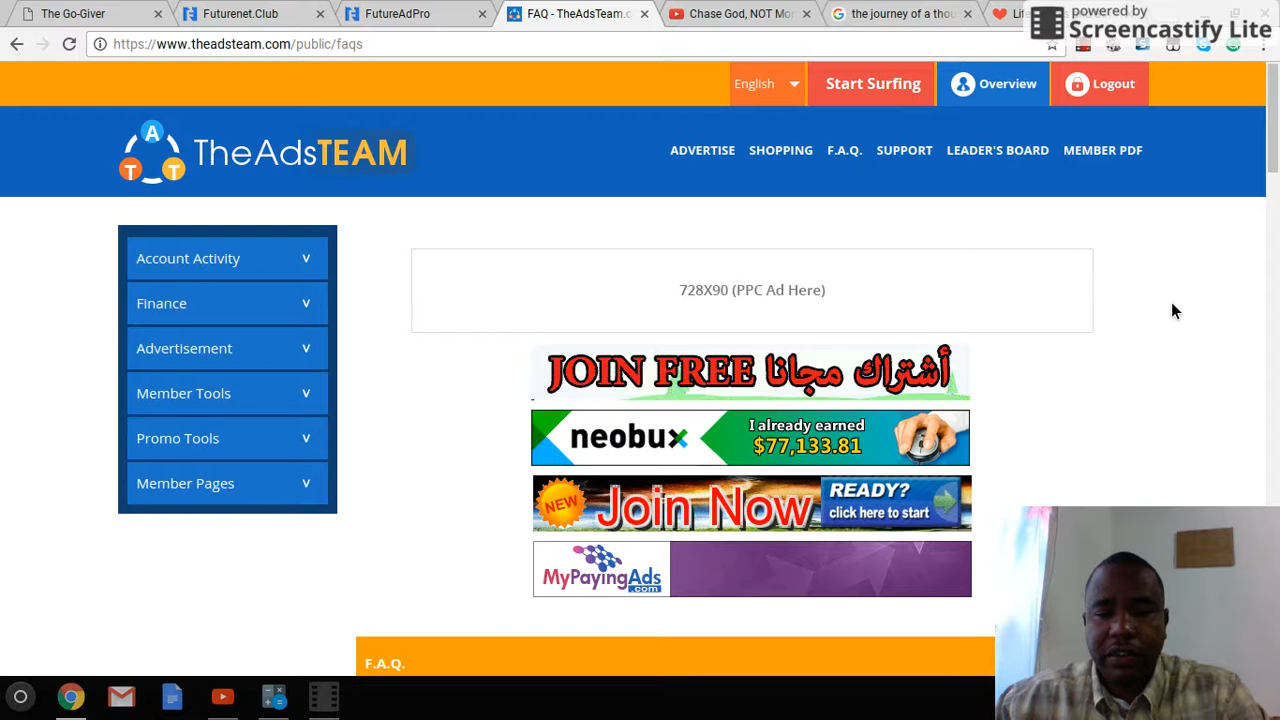 The Go-Giver
Futurenet.Club
FutureAdPro
FAQ - TheAdsTeam.c
Chase God, NOT Mo
the journey of a thou
powered by
Screencastify Lite
https://www.theadsteam.com/public/faqs
English
Start Surfing
Overview
Logout
A
T T
TheAdsTEAM
ADVERTISE SHOPPING F.A.Q. SUPPORT LEADER'S BOARD MEMBER PDF
Account Activity
Finance
Advertisement
Member Tools
Promo Tools
Member Pages
728X90 (PPC Ad Here)
JOIN FREE أشتراك مجانا
neobux
I already earned
$77,133.81
NEW
Join Now
READY?
click here to start
MyPayingAds
.com
F.A.Q.